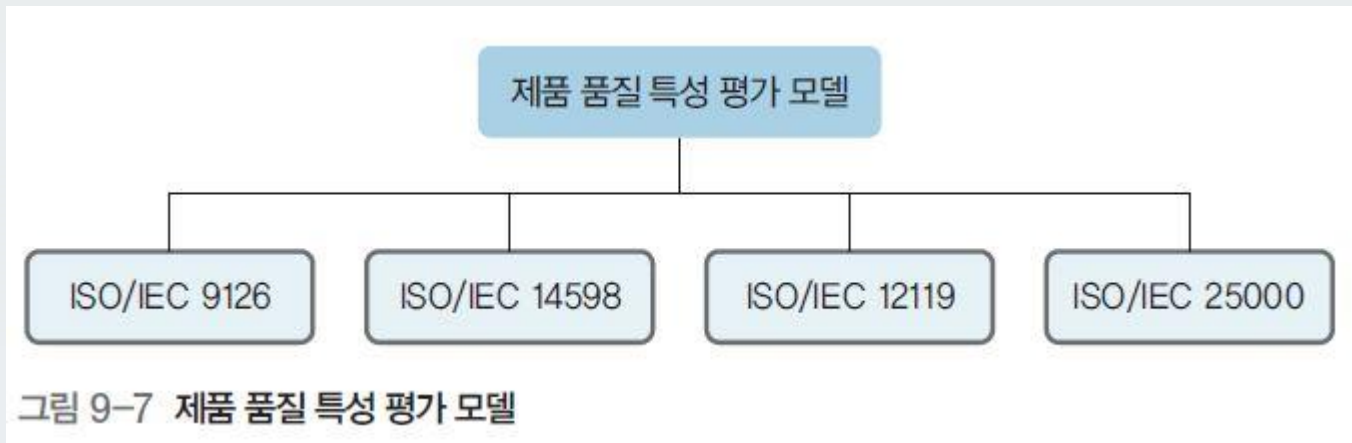 제품 품질 특성 평가 모델
ISO/IEC 9126
ISO/IEC 14598
ISO/IEC 12119
ISO/IEC 25000
그림 9-7 제품 품질 특성 평가 모델